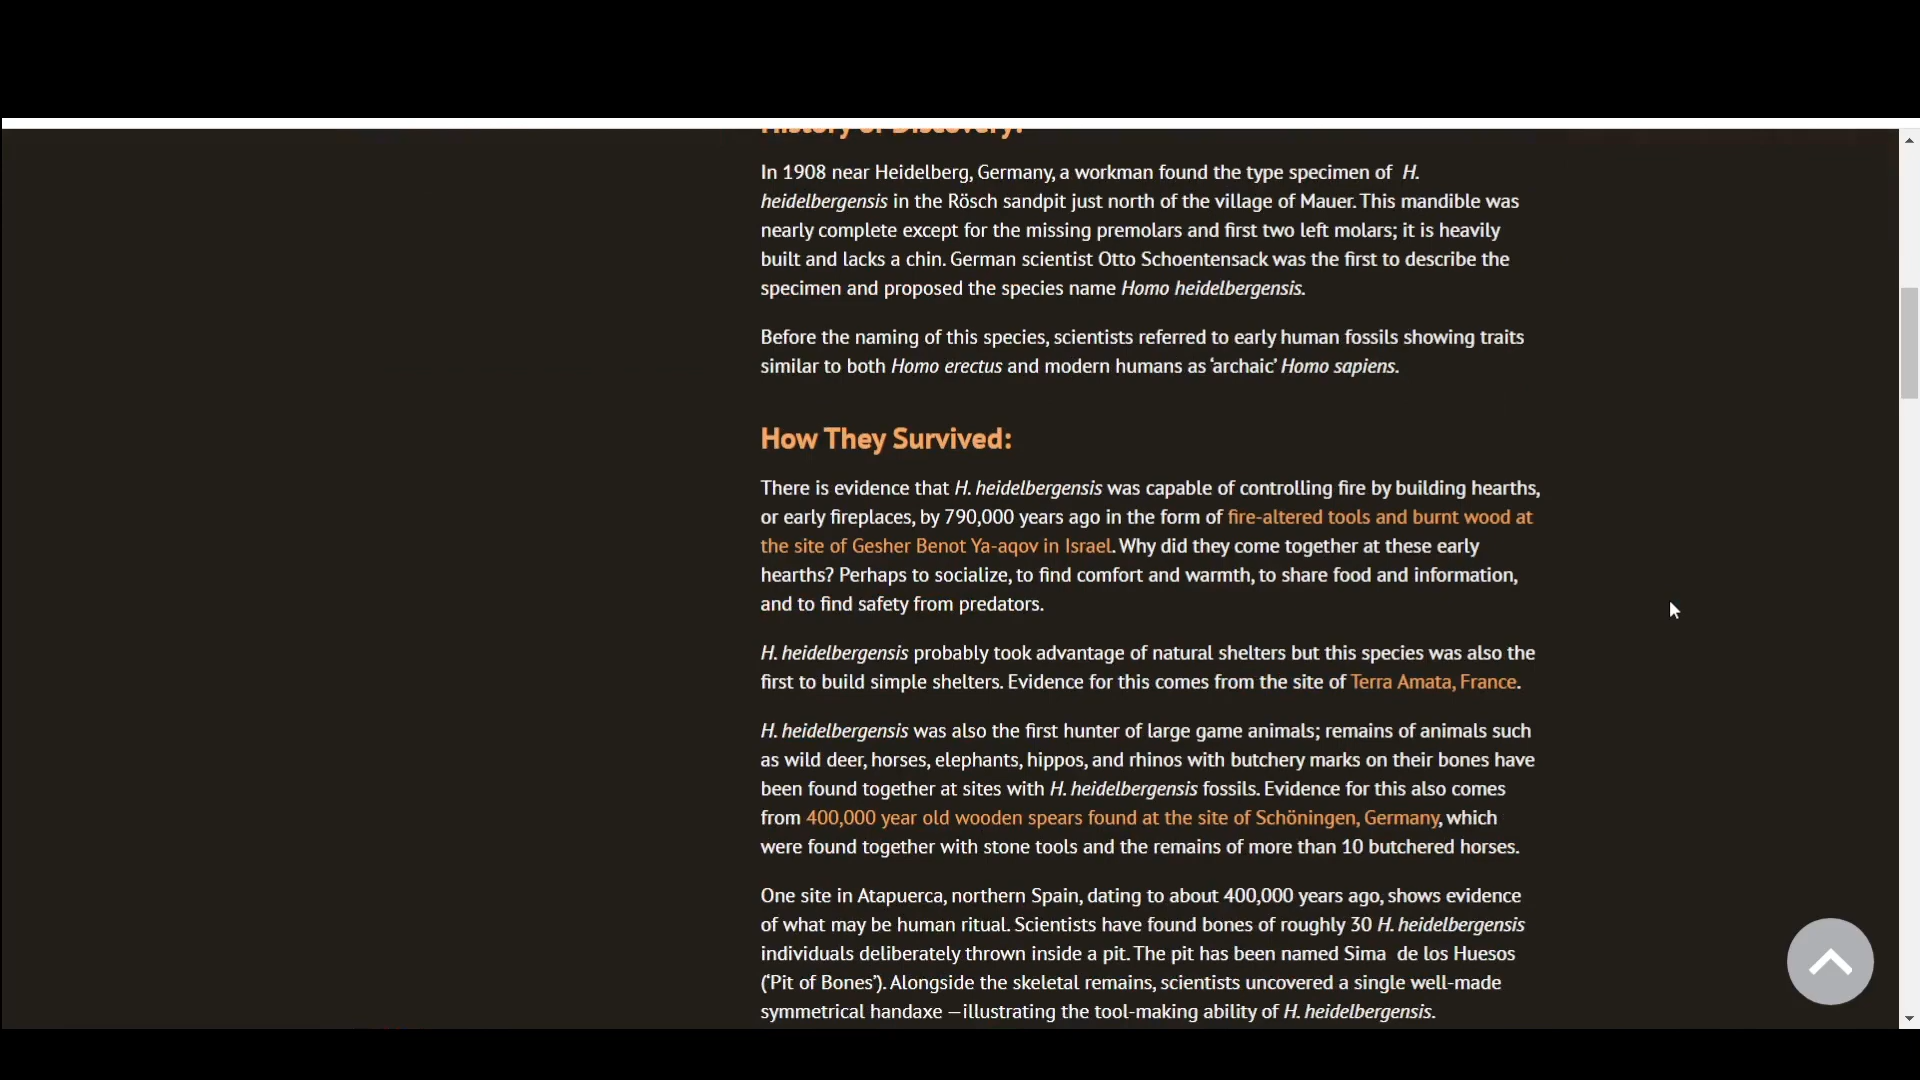 History of Discovery:
In 1908 near Heidelberg, Germany, a workman found the type specimen of H.
heidelbergensis in the Rösch sandpit just north of the village of Mauer. This mandible was
nearly complete except for the missing premolars and first two left molars; it is heavily
built and lacks a chin. German scientist Otto Schoentensack was the first to describe the
specimen and proposed the species name Homo heidelbergensis.
Before the naming of this species, scientists referred to early human fossils showing traits
similar to both Homo erectus and modern humans as ‘archaic’ Homo sapiens.
How They Survived:
There is evidence that H. heidelbergensis was capable of controlling fire by building hearths,
or early fireplaces, by 790,000 years ago in the form of fire-altered tools and burnt wood at
the site of Gesher Benot Ya-aqov in Israel. Why did they come together at these early
hearths? Perhaps to socialize, to find comfort and warmth, to share food and information,
and to find safety from predators.
H. heidelbergensis probably took advantage of natural shelters but this species was also the
first to build simple shelters. Evidence for this comes from the site of Terra Amata, France.
H. heidelbergensis was also the first hunter of large game animals; remains of animals such
as wild deer, horses, elephants, hippos, and rhinos with butchery marks on their bones have
been found together at sites with H. heidelbergensis fossils. Evidence for this also comes
from 400,000 year old wooden spears found at the site of Schöningen, Germany, which
were found together with stone tools and the remains of more than 10 butchered horses.
One site in Atapuerca, northern Spain, dating to about 400,000 years ago, shows evidence
of what may be human ritual. Scientists have found bones of roughly 30 H. heidelbergensis
individuals deliberately thrown inside a pit. The pit has been named Sima de los Huesos
(‘Pit of Bones’). Alongside the skeletal remains, scientists uncovered a single well-made
symmetrical handaxe —illustrating the tool-making ability of H. heidelbergensis.